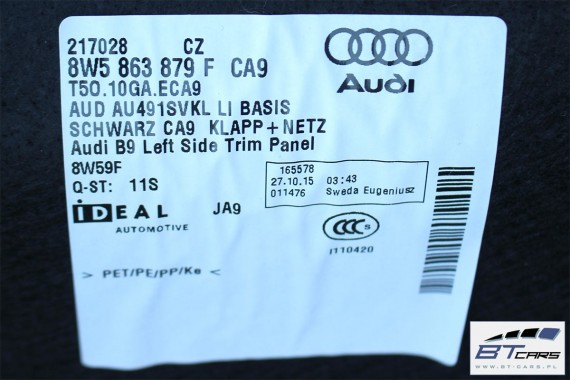 217028 CZ
8W5 863 879 F CA9
T50.10GA.ECA9
AUD AU491SVKL LI BASIS
SCHWARZ CA9 KLAPP+NETZ
Audi B9 Left Side Trim Panel
8W59F
Q-ST: 11S
Audi
165578
27.10.15 03:43
011476 Sweda Eugeniusz
IDEAL JA9
AUTOMOTIVE
CCC S
I110420
> PET/PE/PP/Ke <
BT CARS
WWW.BT-CARS.PL